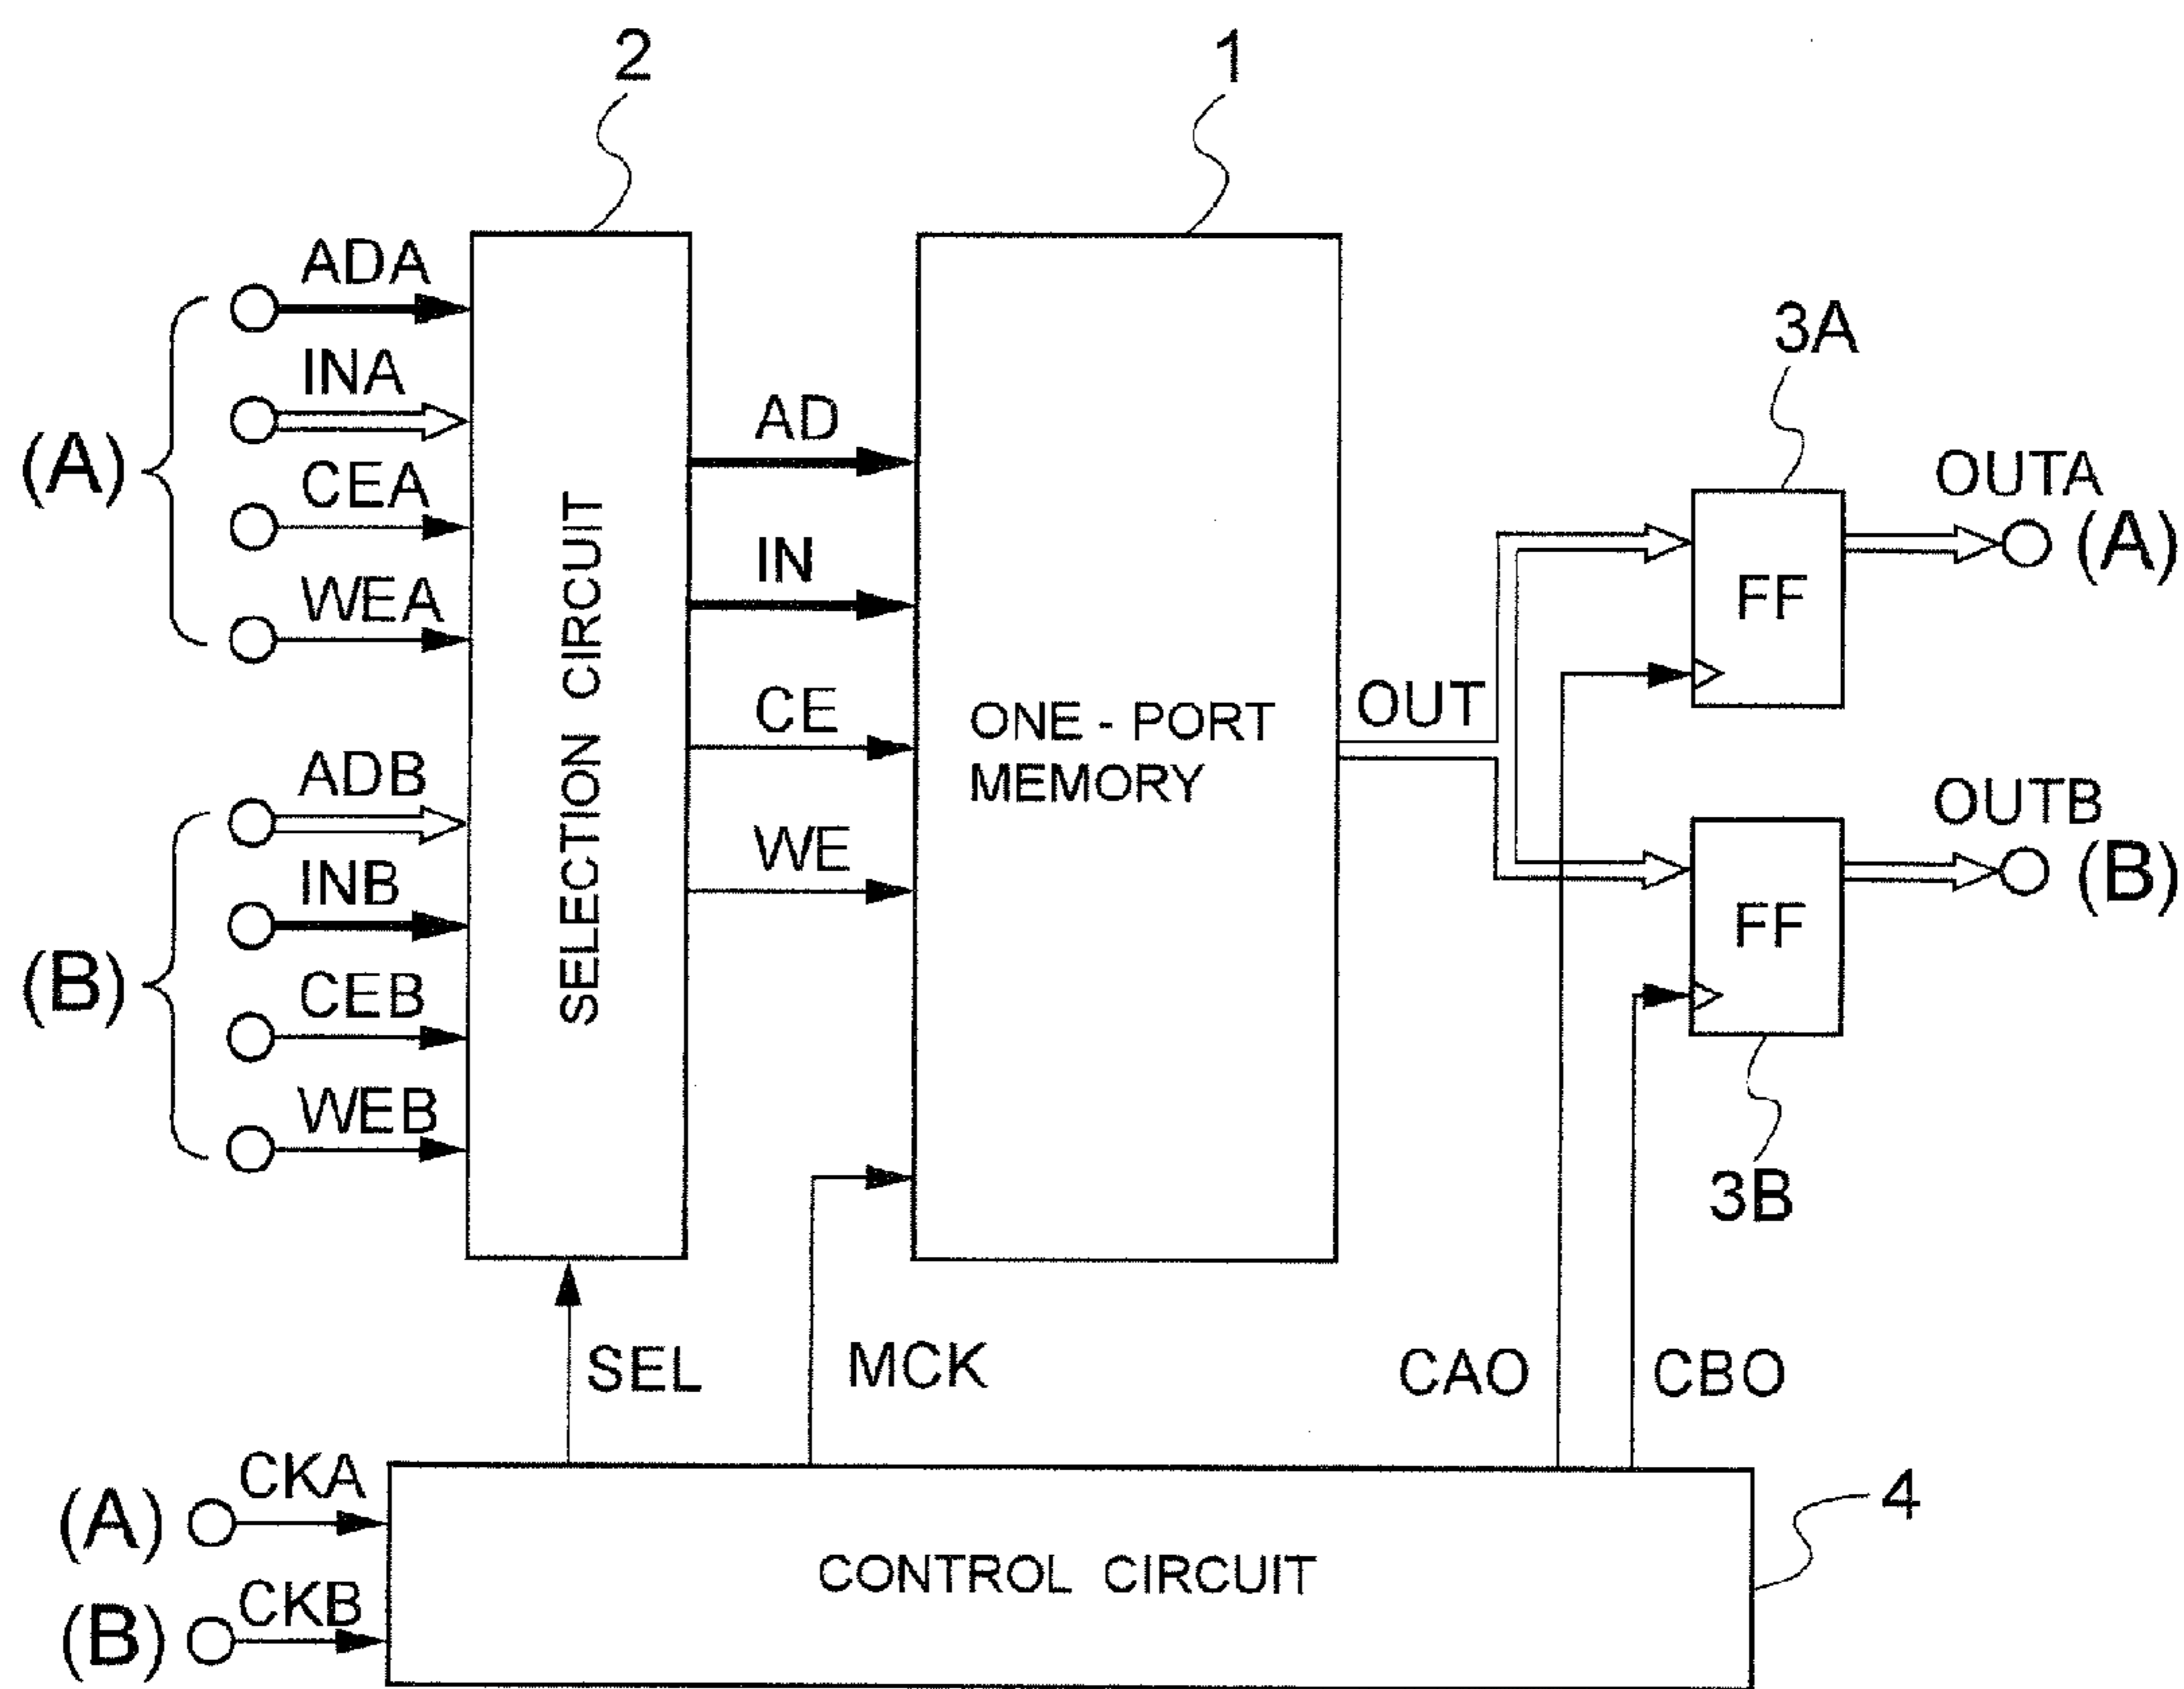 2
1
ADA
INA
CEA
WEA
(A)
ADB
INB
CEB
WEB
(B)
SELECTION CIRCUIT
AD
IN
CE
WE
ONE - PORT
MEMORY
OUT
3A
FF
OUTA
(A)
OUTB
(B)
FF
3B
SEL
MCK
CAO
CBO
(A)
CKA
(B)
CKB
CONTROL CIRCUIT
4